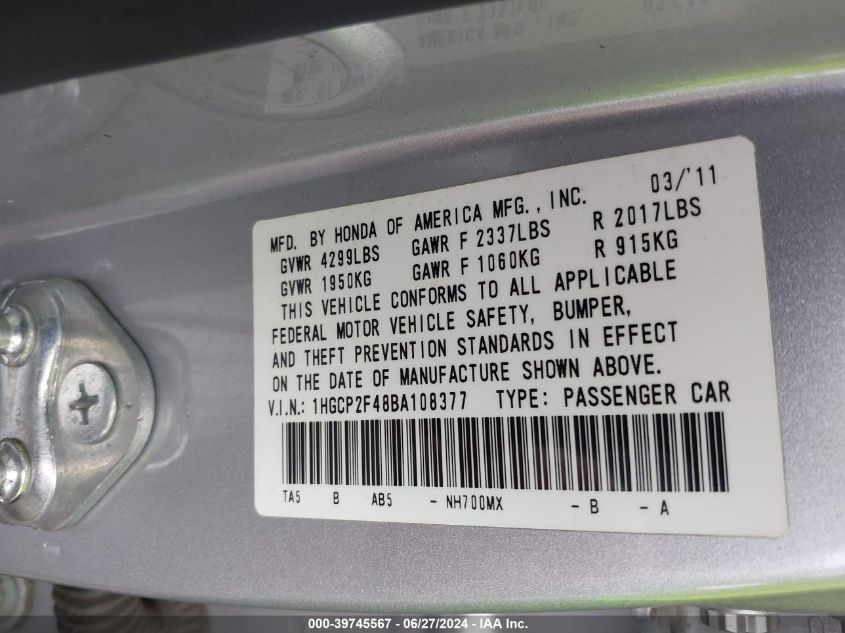 MFD. BY HONDA OF AMERICA MFG., INC. 03/'11
GVWR 4299LBS GAWR F 2337LBS R 2017LBS
GVWR 1950KG GAWR F 1060KG R 915KG
THIS VEHICLE CONFORMS TO ALL APPLICABLE
FEDERAL MOTOR VEHICLE SAFETY, BUMPER,
AND THEFT PREVENTION STANDARDS IN EFFECT
ON THE DATE OF MANUFACTURE SHOWN ABOVE.
V.I.N.: 1HGCP2F48BA108377 TYPE: PASSENGER CAR
TA5 B AB5 - NH700MX - B - A
000-39745567 - 06/27/2024 - IAA Inc.